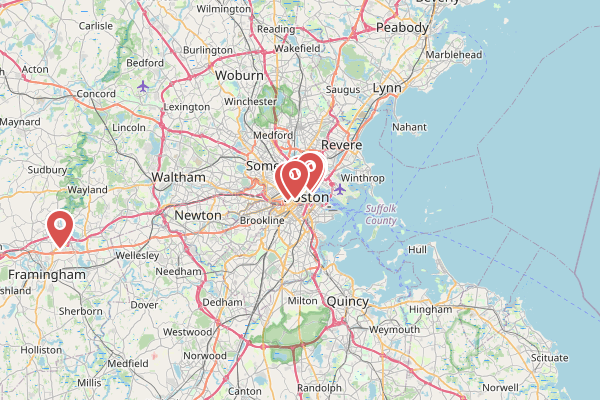 Wilmington
Beverly
Carlisle
Reading
Peabody
Burlington
Wakefield
Marblehead
Bedford
Acton
Woburn
Concord
Saugus
Lynn
Winchester
Lexington
Maynard
Lincoln
Nahant
Medford
Revere
Sudbury
Waltham
Winthrop
Wayland
Boston
Newton
Brookline
Suffolk
County
Hull
Wellesley
Framingham
Needham
Ashland
Sherborn
Dover
Dedham
Milton
Quincy
Hingham
Weymouth
Westwood
Holliston
Norwood
Scituate
Medfield
Millis
Canton
Randolph
Norwell